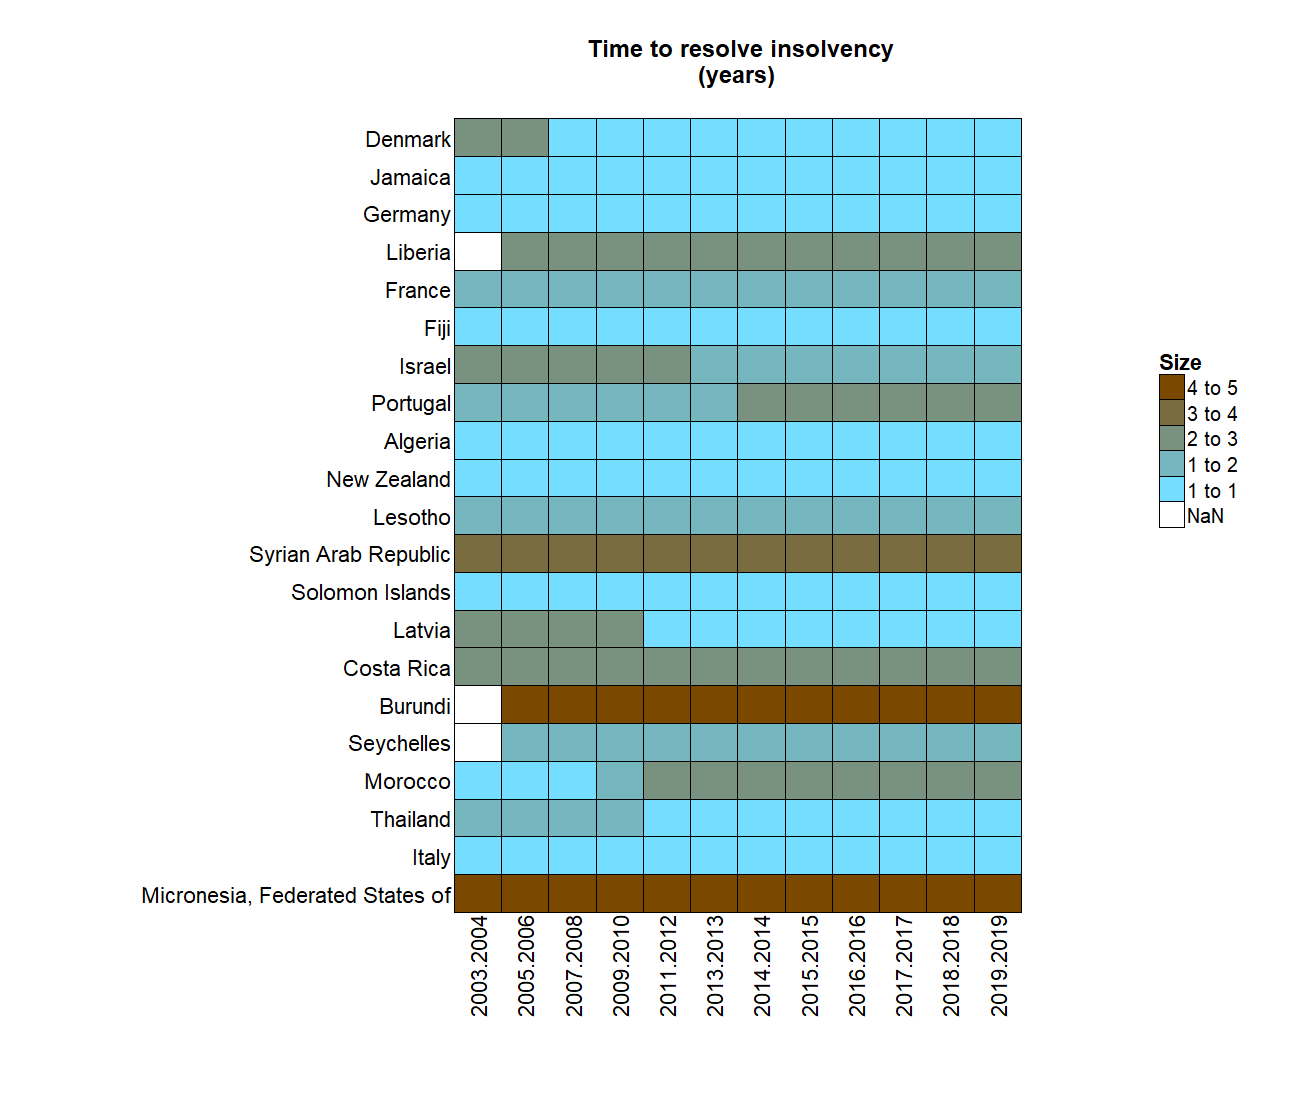 Time to resolve insolvency
(years)
Denmark
Jamaica
Germany
Liberia
France
Fiji
Israel
Portugal
Algeria
New Zealand
Lesotho
Syrian Arab Republic
Solomon Islands
Latvia
Costa Rica
Burundi
Seychelles
Morocco
Thailand
Italy
Micronesia, Federated States of
2003.2004
2005.2006
2007.2008
2009.2010
2011.2012
2013.2013
2014.2014
2015.2015
2016.2016
2017.2017
2018.2018
2019.2019
Size
4 to 5
3 to 4
2 to 3
1 to 2
1 to 1
NaN